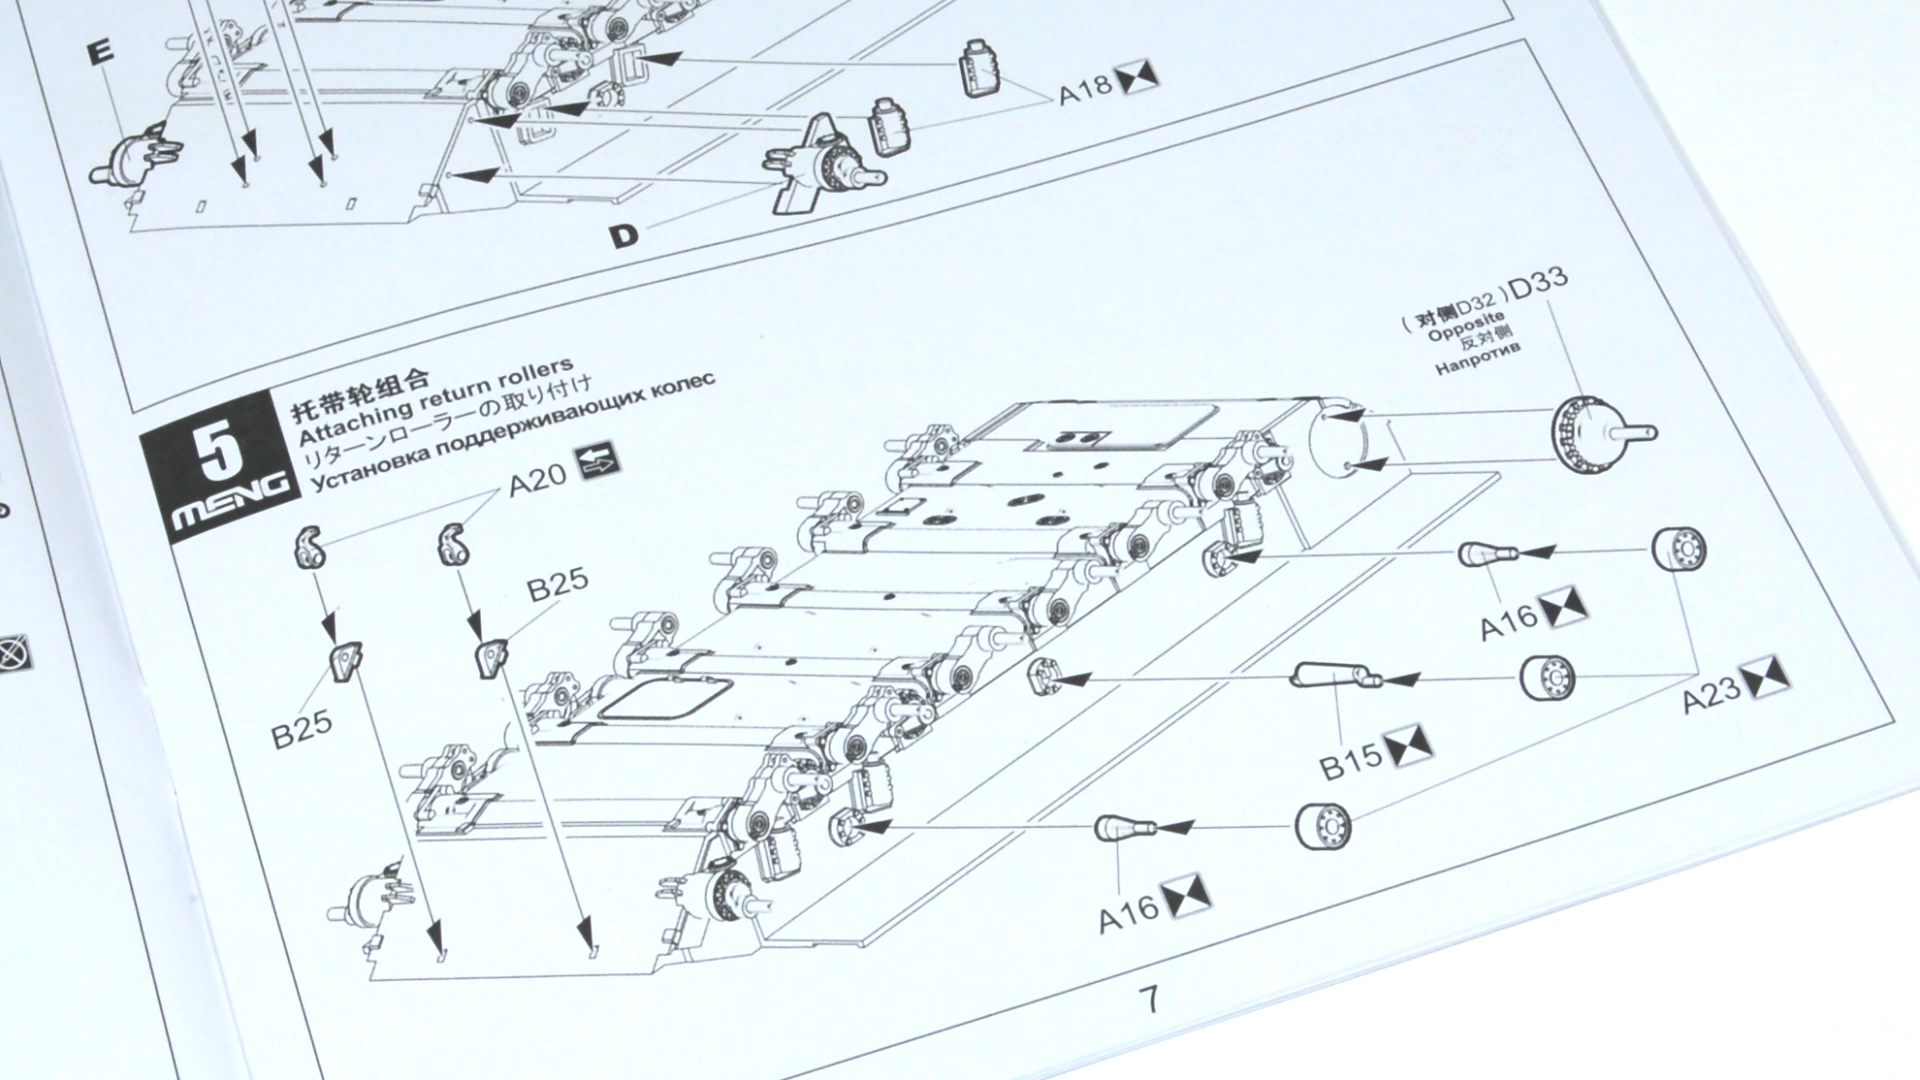 E
A18
D
5
MENG
托带轮组合
Attaching return rollers
リターンローラーの取り付け
Установка поддерживающих колес
(对侧D32)D33
Opposite
反対側
Напротив
A20
B25
B25
A16
A23
B15
A16
7